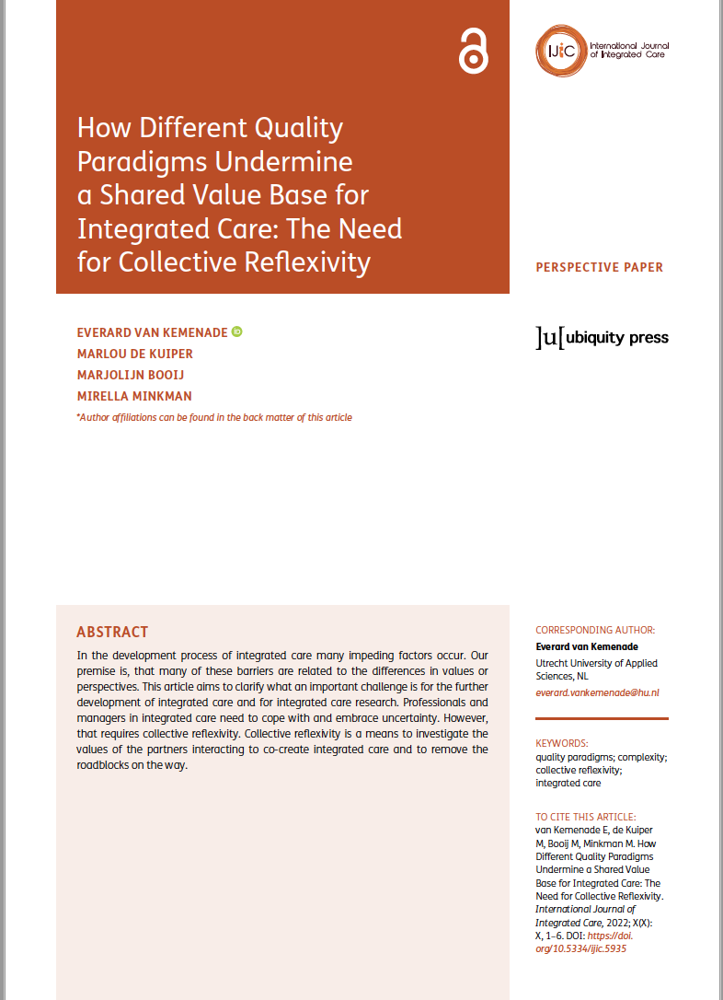 IJiC International Journal
of Integrated Care
How Different Quality
Paradigms Undermine
a Shared Value Base for
Integrated Care: The Need
for Collective Reflexivity
PERSPECTIVE PAPER
EVERARD VAN KEMENADE iD
MARLOU DE KUIPER
MARJOLIJN BOOIJ
MIRELLA MINKMAN
*Author affiliations can be found in the back matter of this article
]u[ ubiquity press
ABSTRACT
In the development process of integrated care many impeding factors occur. Our
premise is, that many of these barriers are related to the differences in values or
perspectives. This article aims to clarify what an important challenge is for the further
development of integrated care and for integrated care research. Professionals and
managers in integrated care need to cope with and embrace uncertainty. However,
that requires collective reflexivity. Collective reflexivity is a means to investigate the
values of the partners interacting to co-create integrated care and to remove the
roadblocks on the way.
CORRESPONDING AUTHOR:
Everard van Kemenade
Utrecht University of Applied
Sciences, NL
everard.vankemenade@hu.nl
KEYWORDS:
quality paradigms; complexity;
collective reflexivity;
integrated care
TO CITE THIS ARTICLE:
van Kemenade E, de Kuiper
M, Booij M, Minkman M. How
Different Quality Paradigms
Undermine a Shared Value
Base for Integrated Care: The
Need for Collective Reflexivity.
International Journal of
Integrated Care, 2022; X(X):
X, 1–6. DOI: https://doi.
org/10.5334/ijic.5935